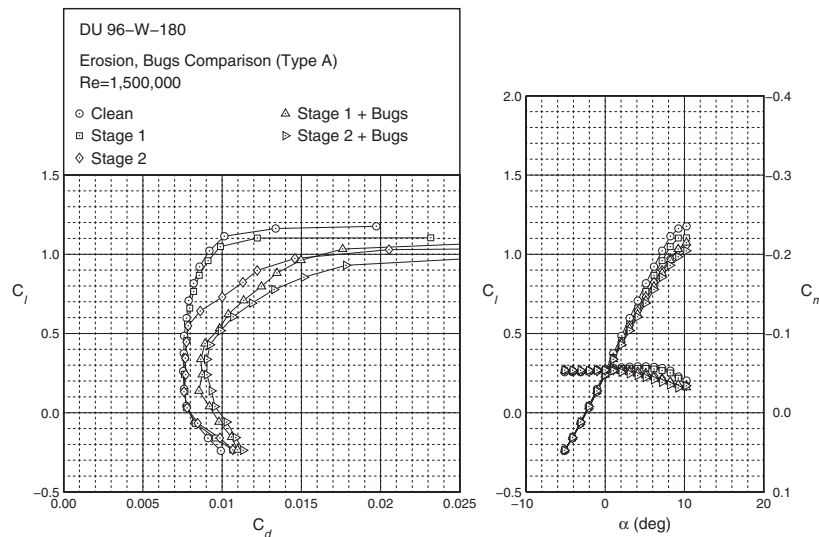 DU 96–W–180
Erosion, Bugs Comparison (Type A)
Re=1,500,000
Clean
Stage 1
Stage 2
Stage 1 + Bugs
Stage 2 + Bugs
1.5
1.0
0.5
0.0
−0.5
C_l
0.00
0.005
0.010
0.015
0.020
0.025
C_d
2.0
1.5
1.0
0.5
0.0
−0.5
C_l
−0.4
−0.3
−0.2
−0.1
0.0
0.1
−10
0
10
20
α (deg)